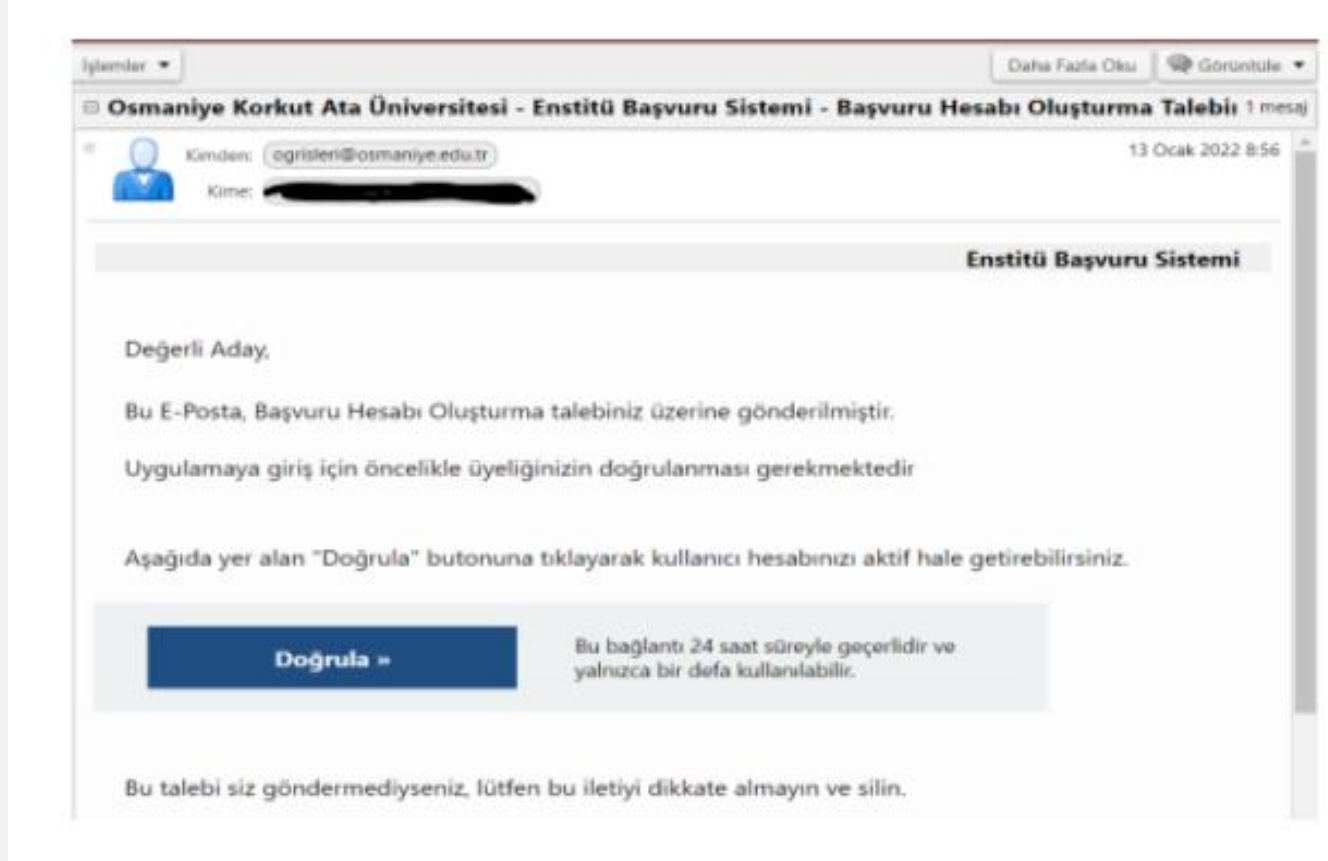 İşlemler
Daha Fazla Oku
Görüntüle
Osmaniye Korkut Ata Üniversitesi - Enstitü Başvuru Sistemi - Başvuru Hesabı Oluşturma Talebin 1 mesaj
Kimden: ogrisleri@osmaniye.edu.tr
13 Ocak 2022 8:56
Kime:
Enstitü Başvuru Sistemi
Değerli Aday,
Bu E-Posta, Başvuru Hesabı Oluşturma talebiniz üzerine gönderilmiştir.
Uygulamaya giriş için öncelikle üyeliğinizin doğrulanması gerekmektedir
Aşağıda yer alan "Doğrula" butonuna tıklayarak kullanıcı hesabınızı aktif hale getirebilirsiniz.
Doğrula »
Bu bağlantı 24 saat süreyle geçerlidir ve
yalnızca bir defa kullanılabilir.
Bu talebi siz göndermediyseniz, lütfen bu iletiyi dikkate almayın ve silin.